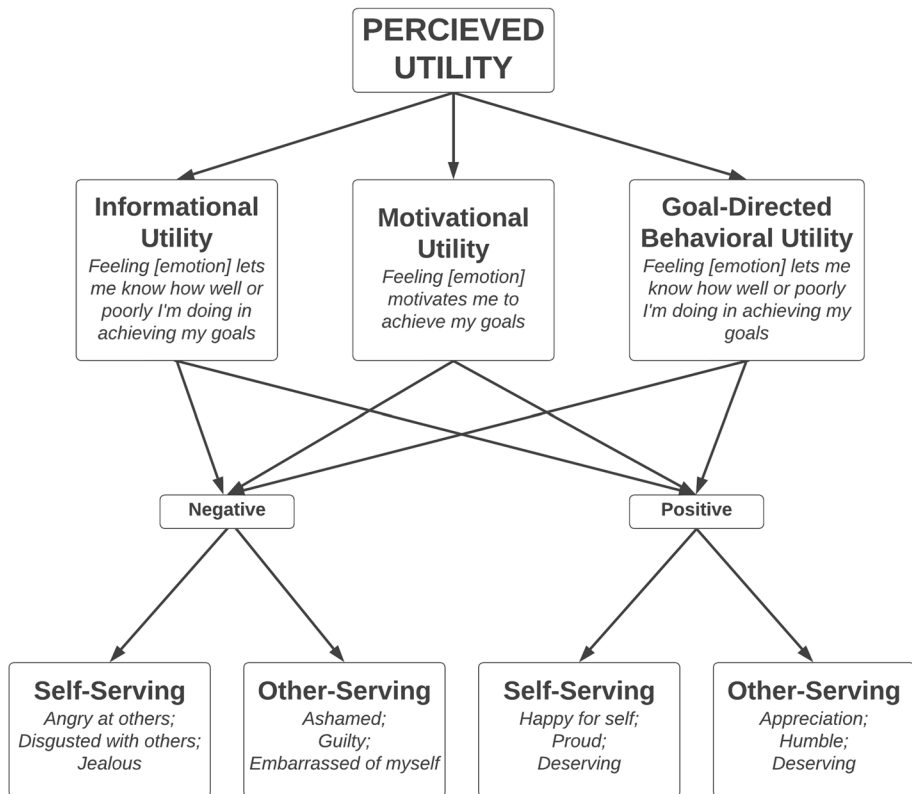 PERCIEVED
UTILITY
Informational
Utility
Feeling [emotion] lets
me know how well or
poorly I'm doing in
achieving my goals
Motivational
Utility
Feeling [emotion]
motivates me to
achieve my goals
Goal-Directed
Behavioral Utility
Feeling [emotion] lets me
know how well or poorly
I'm doing in achieving my
goals
Negative
Positive
Self-Serving
Angry at others;
Disgusted with others;
Jealous
Other-Serving
Ashamed;
Guilty;
Embarrassed of myself
Self-Serving
Happy for self;
Proud;
Deserving
Other-Serving
Appreciation;
Humble;
Deserving